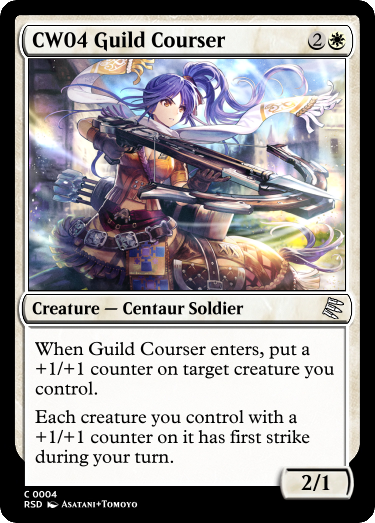 CW04 Guild Courser 2
Creature — Centaur Soldier
When Guild Courser enters, put a
+1/+1 counter on target creature you
control.
Each creature you control with a
+1/+1 counter on it has first strike
during your turn.
2/1
C 0004
RSD Asatani+Tomoyo